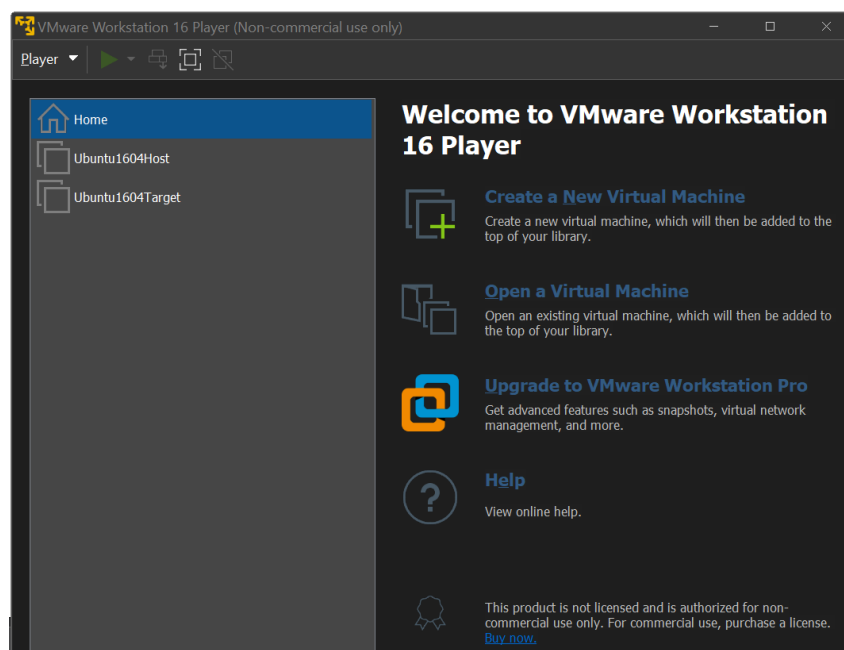 VMware Workstation 16 Player (Non-commercial use only)
Player
Home
Ubuntu1604Host
Ubuntu1604Target
Welcome to VMware Workstation
16 Player
Create a New Virtual Machine
Create a new virtual machine, which will then be added to the
top of your library.
Open a Virtual Machine
Open an existing virtual machine, which will then be added to
the top of your library.
Upgrade to VMware Workstation Pro
Get advanced features such as snapshots, virtual network
management, and more.
Help
View online help.
This product is not licensed and is authorized for non-
commercial use only. For commercial use, purchase a license.
Buy now.